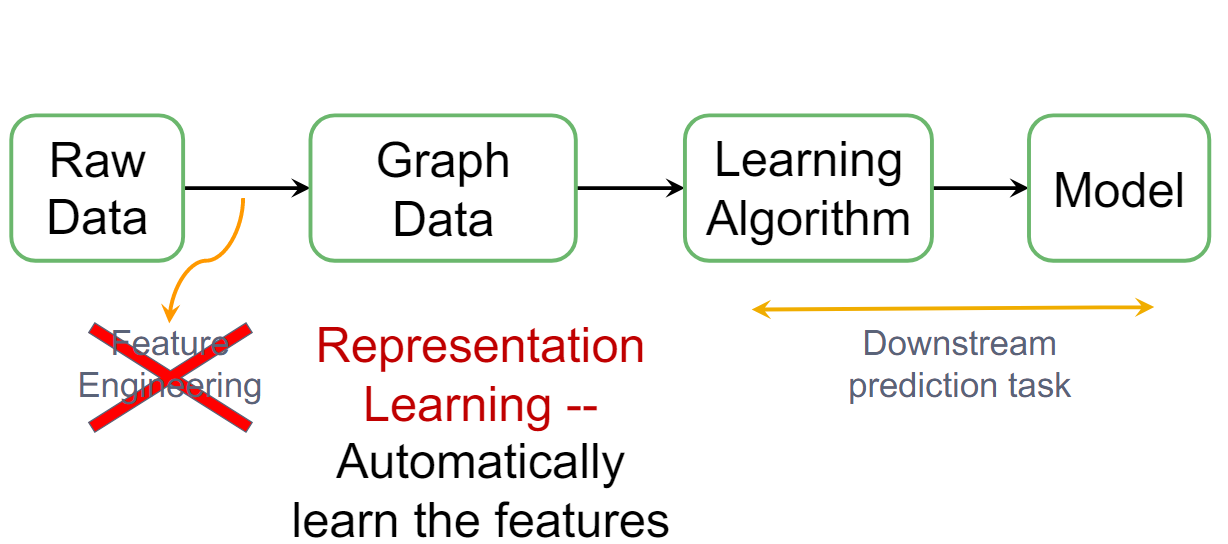 Raw
Data
Graph
Data
Learning
Algorithm
Model
Feature
Engineering
Representation
Learning --
Automatically
learn the features
Downstream
prediction task